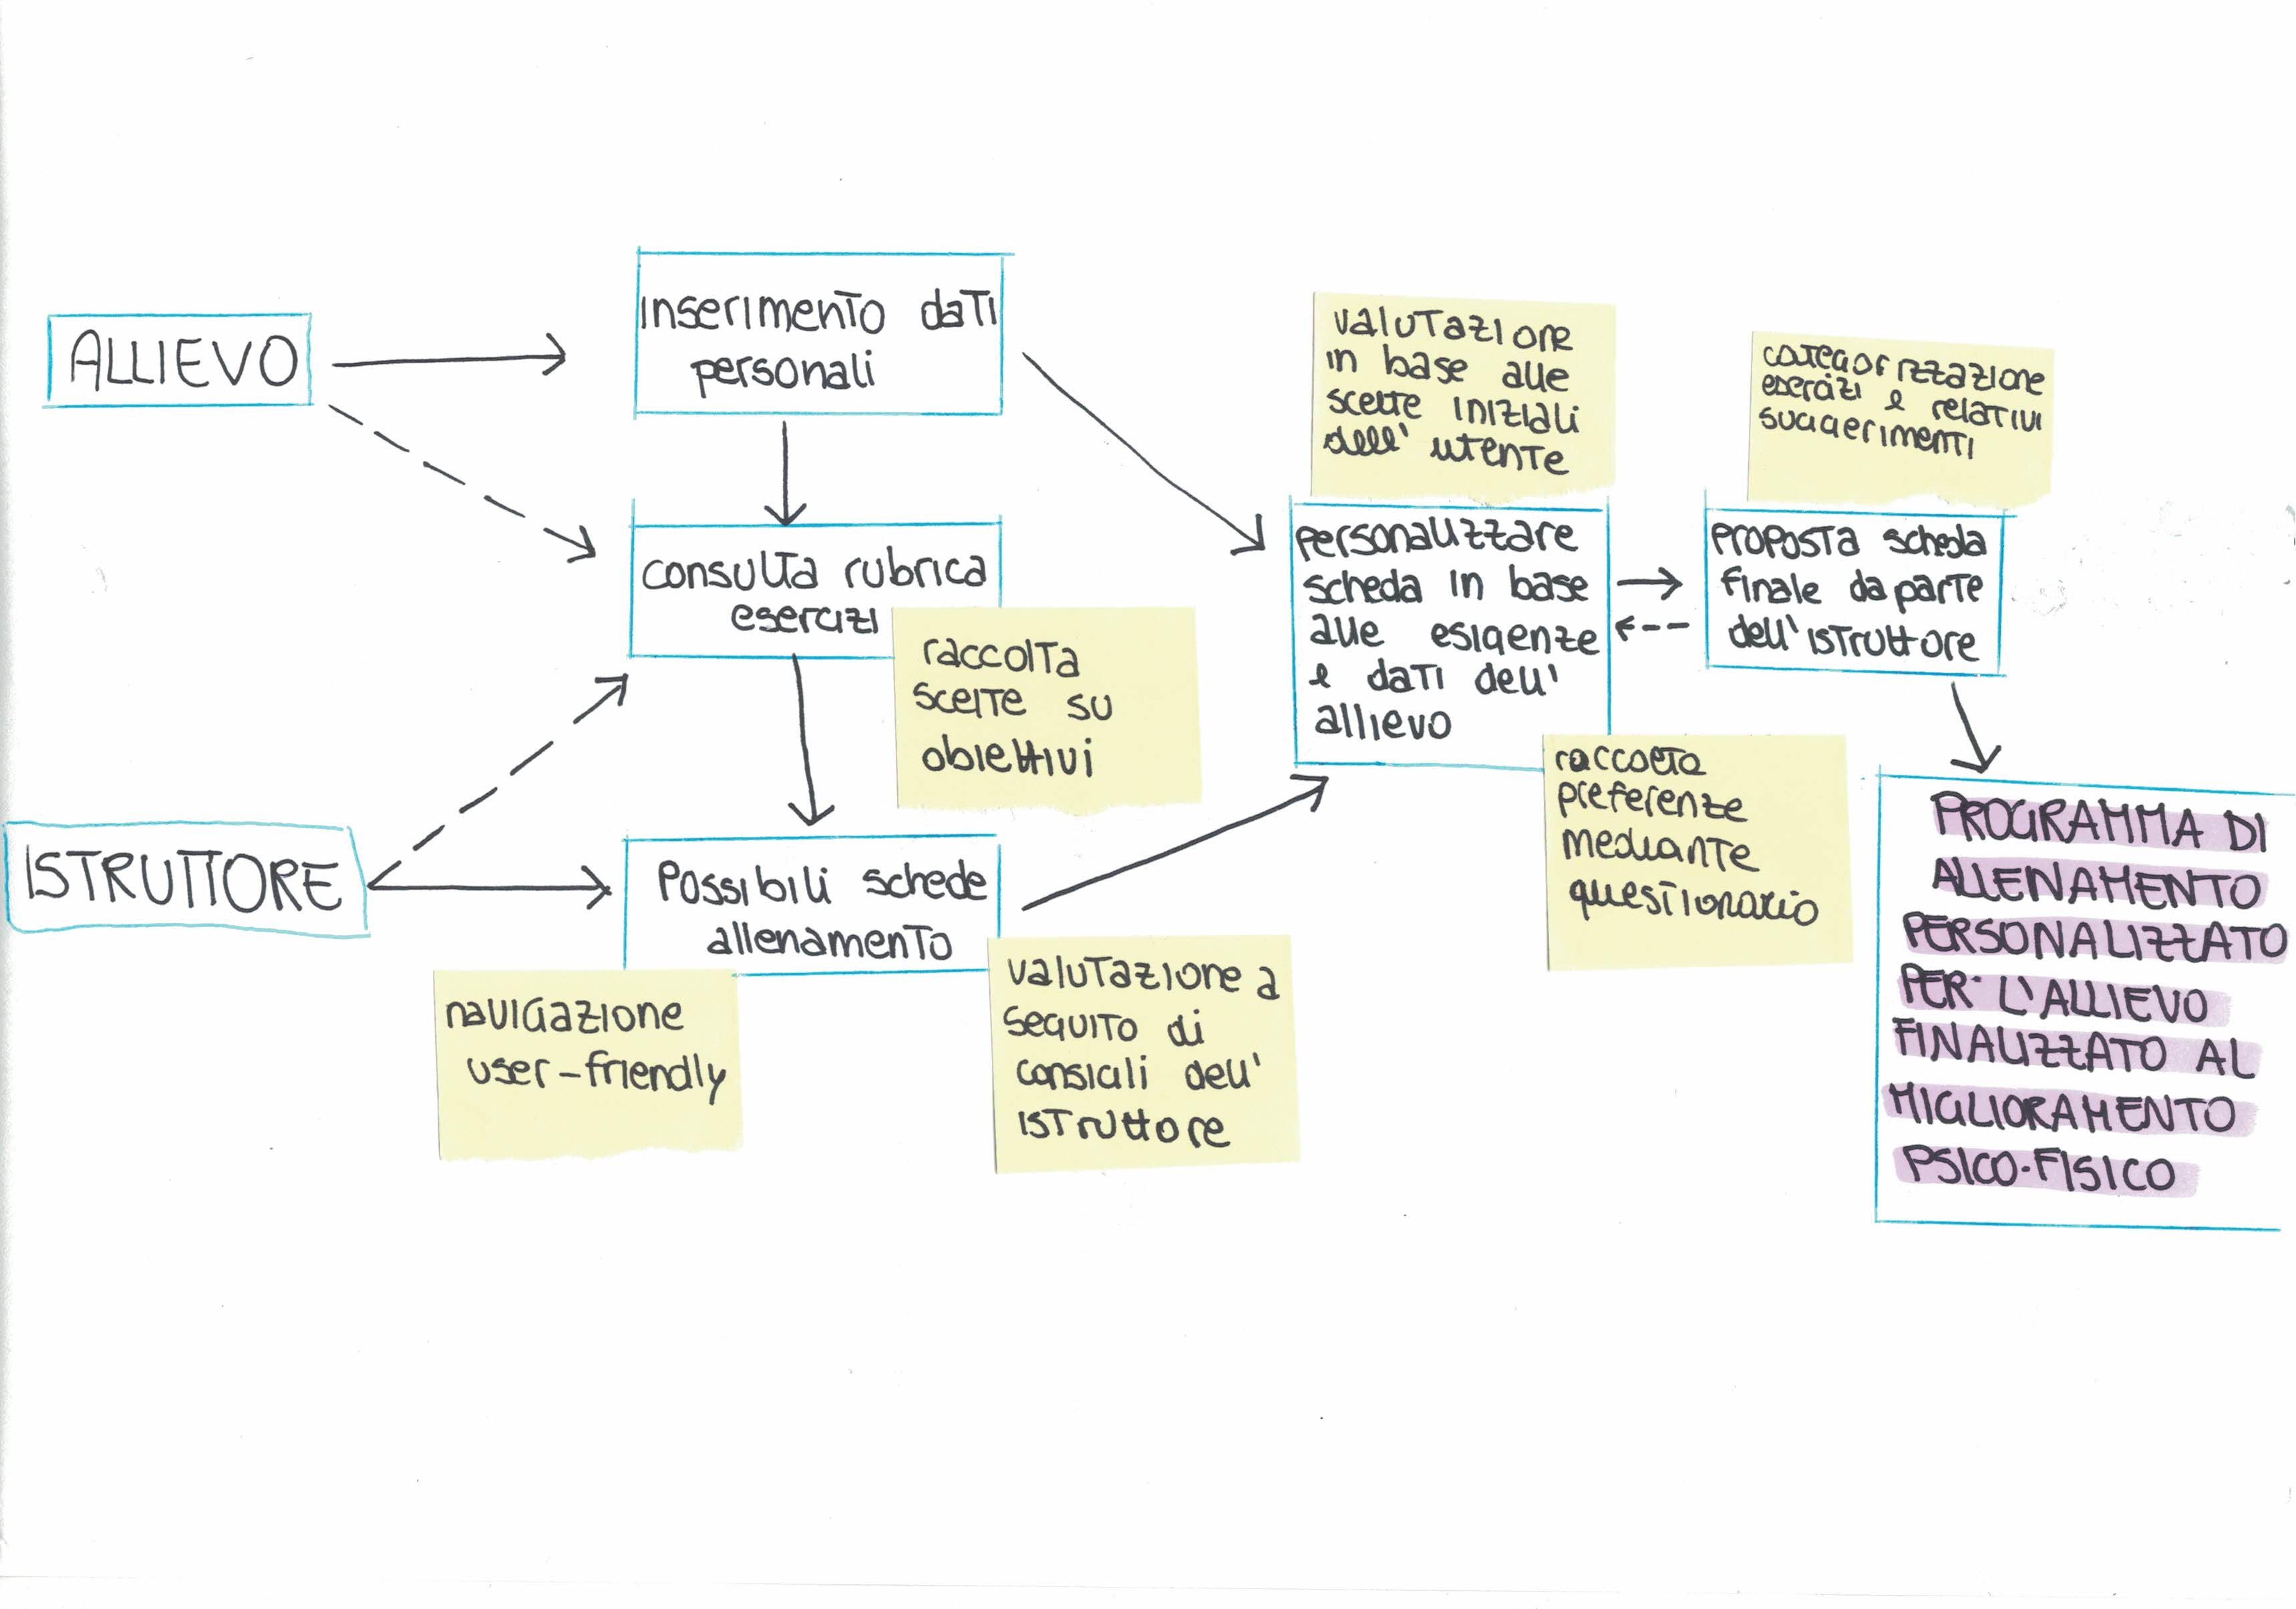 ALLIEVO
inserimento dati
personali
consulta rubrica
esercizi
raccolta
scelte su
obiettivi
ISTRUTTORE
Possibili schede
allenamento
navigazione
user-friendly
valutazione a
seguito di
consigli dell'
istruttore
valutazione
in base alle
scelte iniziali
dell'utente
personalizzare
scheda in base
alle esigenze
e dati dell'
allievo
raccolta
preferenze
mediante
questionario
categorizzazione
esercizi e relativi
suggerimenti
proposta scheda
finale da parte
dell'istruttore
PROGRAMMA DI
ALLENAMENTO
PERSONALIZZATO
PER L'ALLIEVO
FINALIZZATO AL
MIGLIORAMENTO
PSICO-FISICO